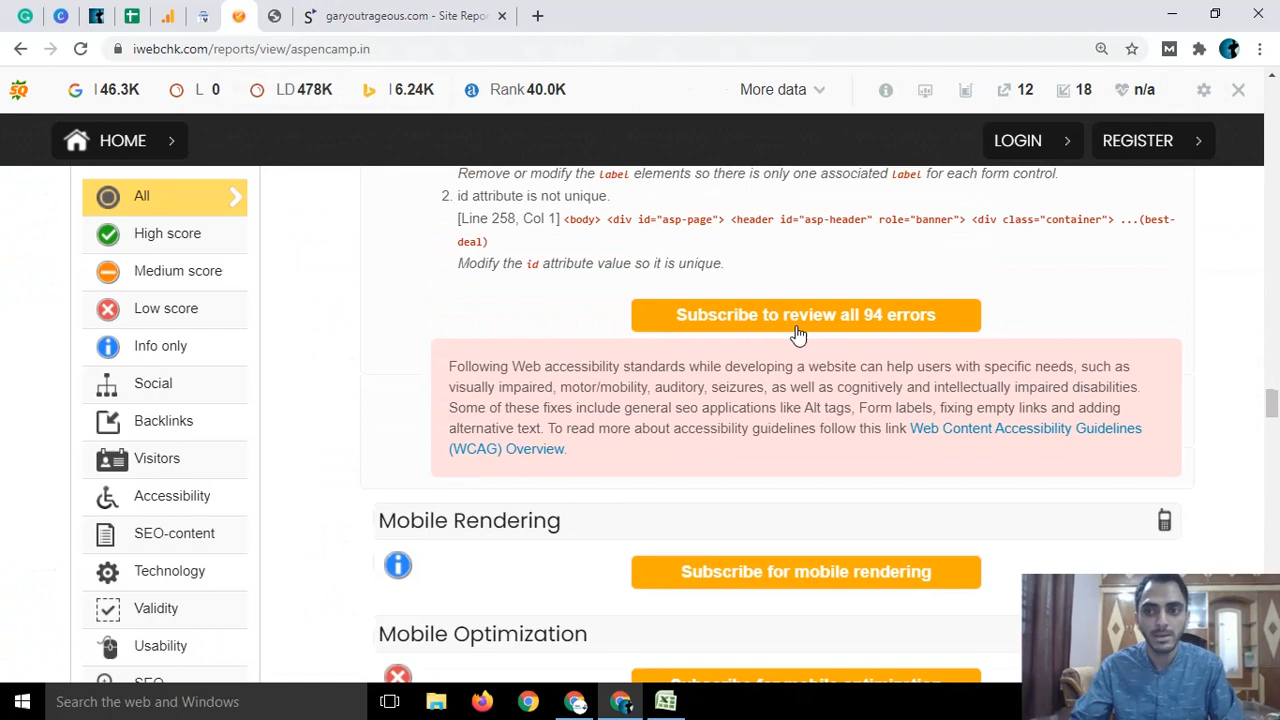 garyoutrageous.com - Site Repo
iwebchk.com/reports/view/aspencamp.in
I 46.3K
L 0
LD 478K
I 6.24K
Rank 40.0K
More data
12
18
n/a
HOME
LOGIN
REGISTER
All
High score
Medium score
Low score
Info only
Social
Backlinks
Visitors
Accessibility
SEO-content
Technology
Validity
Usability
Remove or modify the label elements so there is only one associated label for each form control.
2. id attribute is not unique.
[Line 258, Col 1] <body> <div id="asp-page"> <header id="asp-header" role="banner"> <div class="container"> ...(best-
deal)
Modify the id attribute value so it is unique.
Subscribe to review all 94 errors
Following Web accessibility standards while developing a website can help users with specific needs, such as
visually impaired, motor/mobility, auditory, seizures, as well as cognitively and intellectually impaired disabilities.
Some of these fixes include general seo applications like Alt tags, Form labels, fixing empty links and adding
alternative text. To read more about accessibility guidelines follow this link Web Content Accessibility Guidelines
(WCAG) Overview.
Mobile Rendering
Subscribe for mobile rendering
Mobile Optimization
Subscribe for mobile optimization
Search the web and Windows